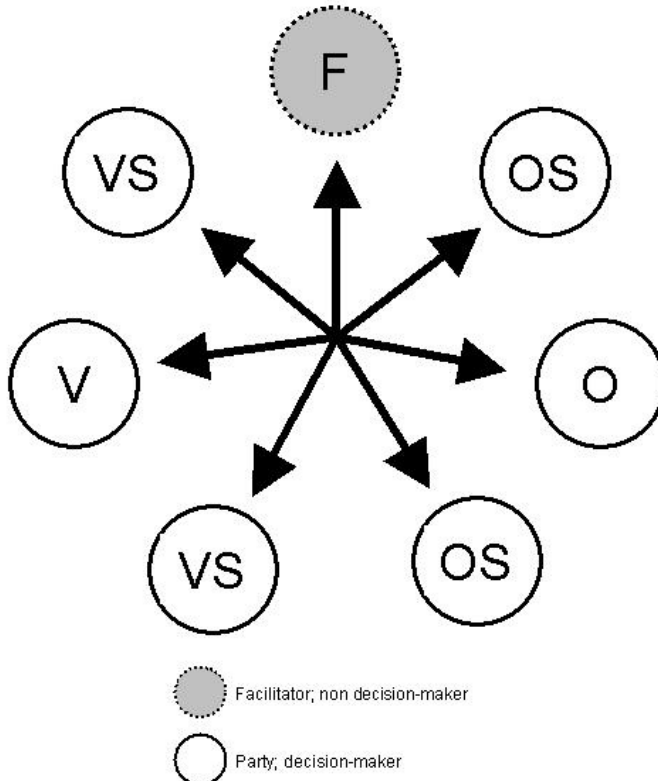 F
VS
OS
V
O
VS
OS
Facilitator; non decision-maker
Party; decision-maker